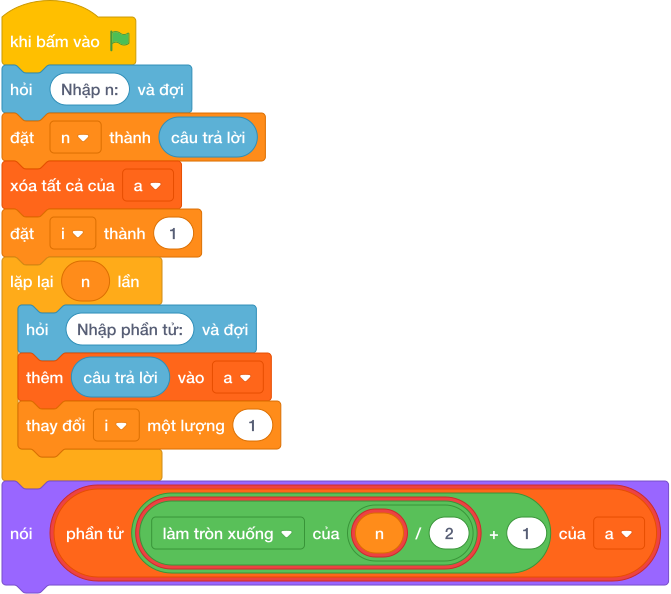 khi bấm vào
hỏi Nhập n: và đợi
đặt n thành câu trả lời
xóa tất cả của a
đặt i thành 1
lặp lại n lần
hỏi Nhập phần tử: và đợi
thêm câu trả lời vào a
thay đổi i một lượng 1
nói phần tử làm tròn xuống của n / 2 + 1 của a